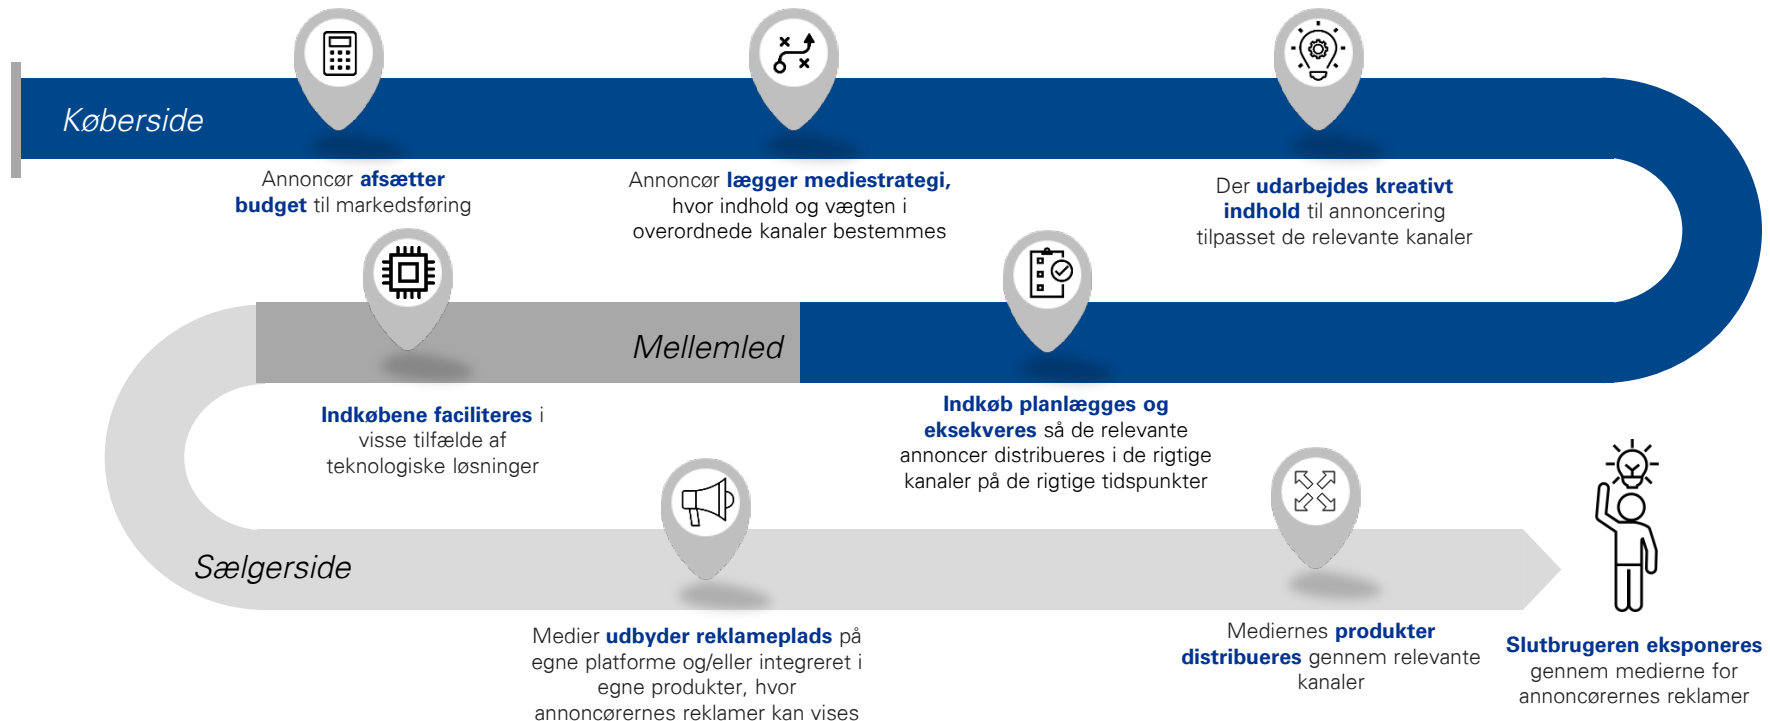 Køberside
Annoncør afsætter
budget til markedsføring
Annoncør lægger mediestrategi,
hvor indhold og vægten i
overordnede kanaler bestemmes
Der udarbejdes kreativt
indhold til annoncering
tilpasset de relevante kanaler
Mellemled
Indkøb planlægges og
eksekveres så de relevante
annoncer distribueres i de rigtige
kanaler på de rigtige tidspunkter
Indkøbene faciliteres i
visse tilfælde af
teknologiske løsninger
Sælgerside
Medier udbyder reklameplads på
egne platforme og/eller integreret i
egne produkter, hvor
annoncørernes reklamer kan vises
Mediernes produkter
distribueres gennem relevante
kanaler
Slutbrugeren eksponeres
gennem medierne for
annoncørernes reklamer